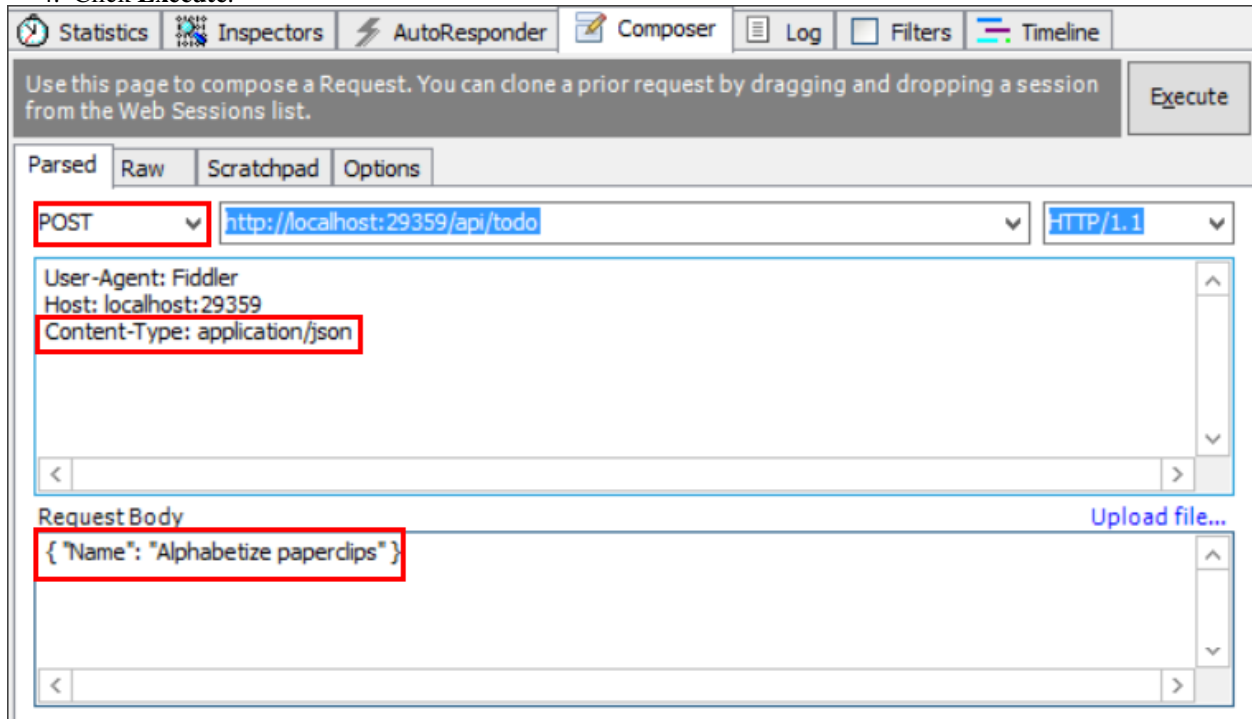 4. Click Execute.
Statistics Inspectors AutoResponder Composer Log Filters Timeline
Use this page to compose a Request. You can clone a prior request by dragging and dropping a session
from the Web Sessions list.
Execute
Parsed Raw Scratchpad Options
POST http://localhost:29359/api/todo HTTP/1.1
User-Agent: Fiddler
Host: localhost:29359
Content-Type: application/json
Request Body Upload file...
{ "Name": "Alphabetize paperclips" }